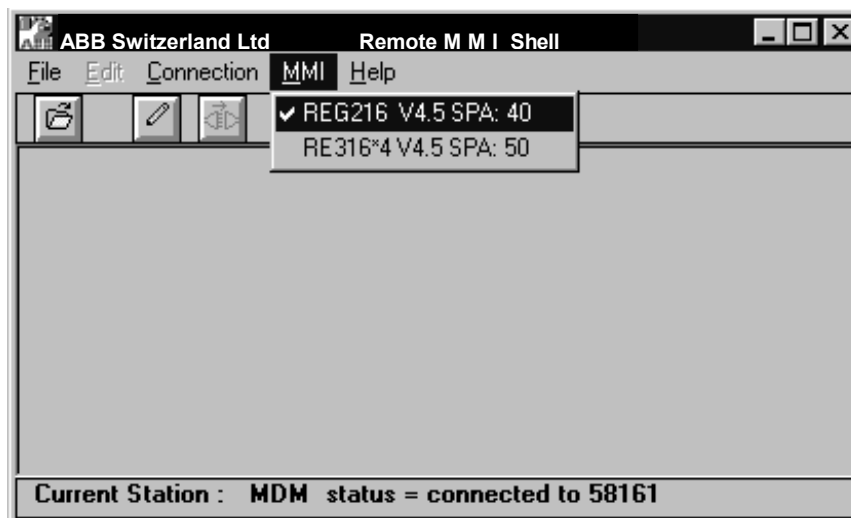 ABB Switzerland Ltd Remote M M I Shell
File Edit Connection MMI Help
✔ REG216 V4.5 SPA: 40
RE316*4 V4.5 SPA: 50
Current Station : MDM status = connected to 58161